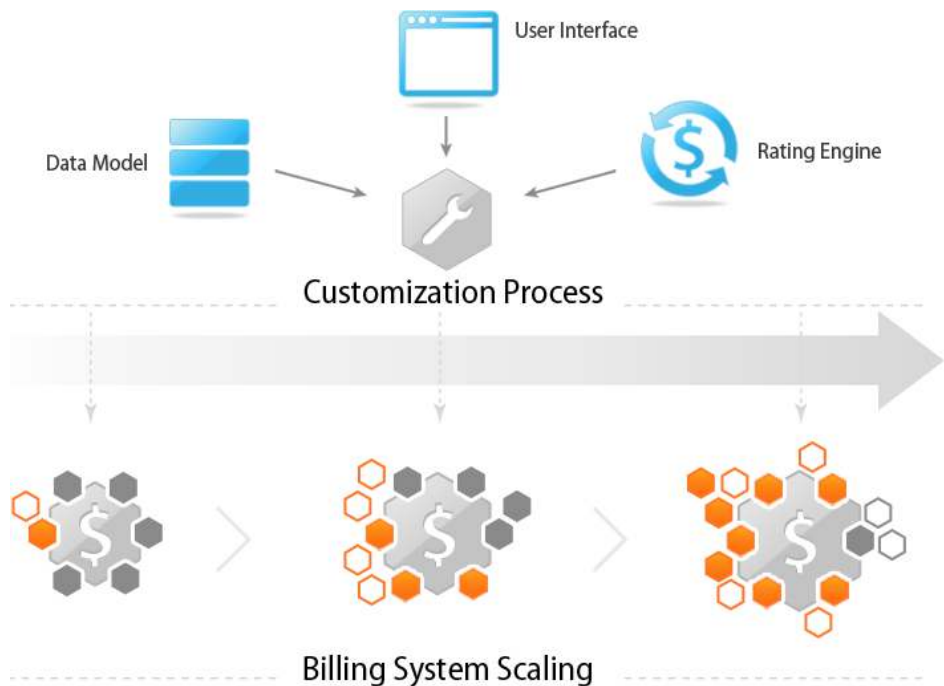 User Interface
Data Model
Rating Engine
$
Customization Process
$
$
$
Billing System Scaling